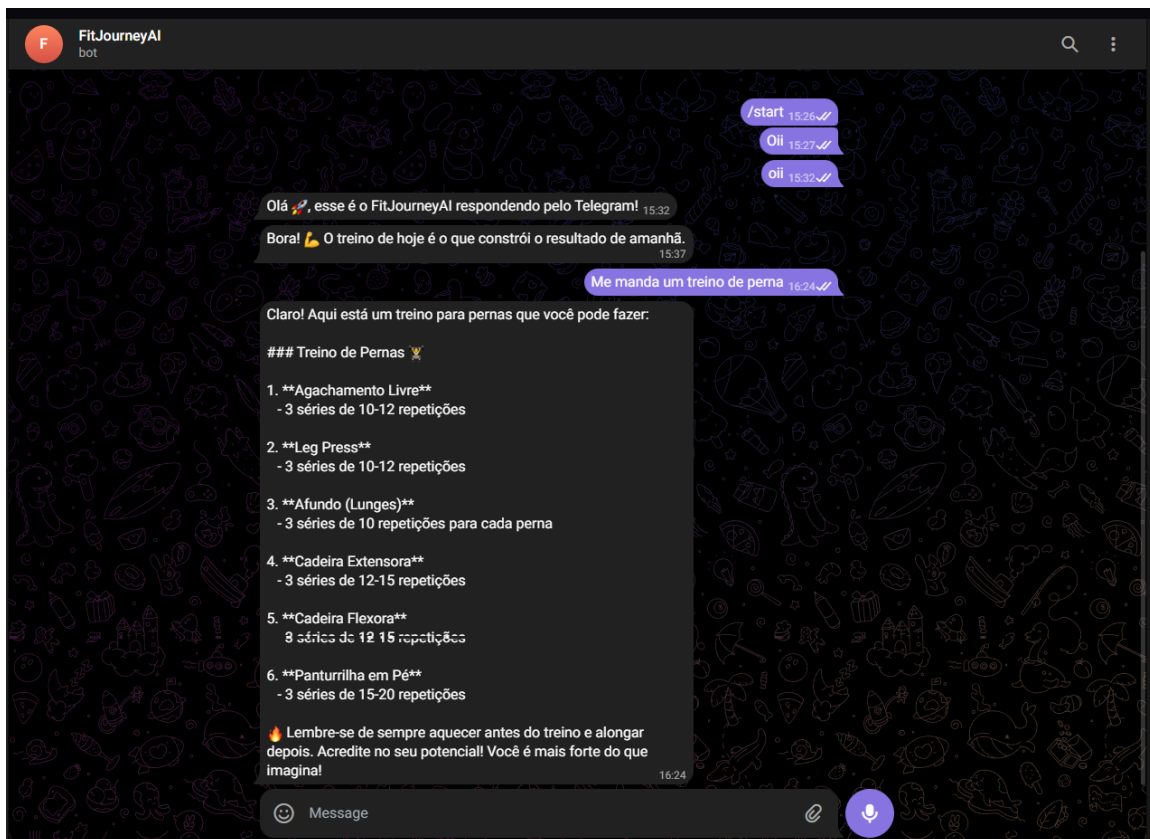 F
FitJourneyAI
bot
/start 15:26
Oii 15:27
oii 15:32
Olá 🚀, esse é o FitJourneyAI respondendo pelo Telegram! 15:32
Bora! 💪 O treino de hoje é o que constrói o resultado de amanhã.
15:37
Me manda um treino de perna 16:24
Claro! Aqui está um treino para pernas que você pode fazer:
### Treino de Pernas 🏋️
1. **Agachamento Livre**
- 3 séries de 10-12 repetições
2. **Leg Press**
- 3 séries de 10-12 repetições
3. **Afundo (Lunges)**
- 3 séries de 10 repetições para cada perna
4. **Cadeira Extensora**
- 3 séries de 12-15 repetições
5. **Cadeira Flexora**
3 séries de 12 15 repetições
6. **Panturrilha em Pé**
- 3 séries de 15-20 repetições
🔥 Lembre-se de sempre aquecer antes do treino e alongar
depois. Acredite no seu potencial! Você é mais forte do que
imagina!
16:24
Message